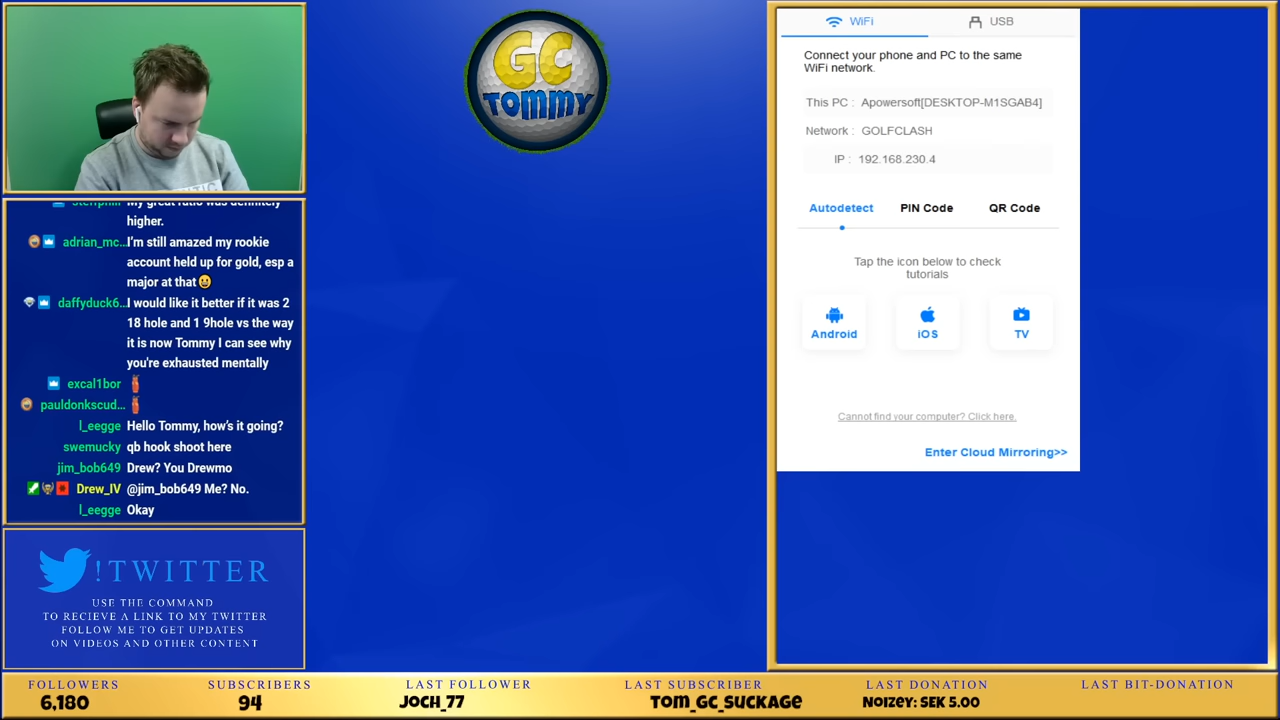 GC
TOMMY
WiFi
USB
Connect your phone and PC to the same
WiFi network.
This PC : Apowersoft[DESKTOP-M1SGAB4]
Network : GOLFCLASH
IP : 192.168.230.4
Autodetect PIN Code QR Code
Tap the icon below to check
tutorials
Android iOS TV
Cannot find your computer? Click here.
Enter Cloud Mirroring>>
My great ratio was definitely
higher.
adrian_mc... I'm still amazed my rookie
account held up for gold, esp a
major at that
daffyduck6... I would like it better if it was 2
18 hole and 1 9hole vs the way
it is now Tommy I can see why
you're exhausted mentally
excal1bor
pauldonkscud...
l_eegge Hello Tommy, how's it going?
swemucky qb hook shoot here
jim_bob649 Drew? You Drewmo
Drew_IV @jim_bob649 Me? No.
l_eegge Okay
!TWITTER
USE THE COMMAND
TO RECIEVE A LINK TO MY TWITTER
FOLLOW ME TO GET UPDATES
ON VIDEOS AND OTHER CONTENT
FOLLOWERS SUBSCRIBERS LAST FOLLOWER LAST SUBSCRIBER LAST DONATION LAST BIT-DONATION
6,180 94 JOCH_77 TOM_GC_SUCKAGE NOIZEY: SEK 5.00